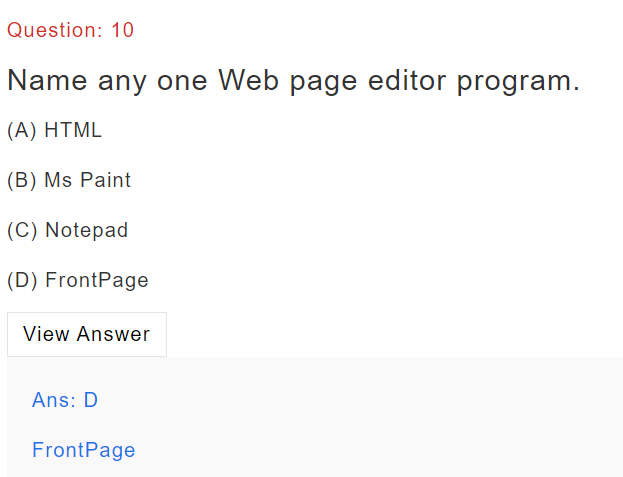 Question: 10
Name any one Web page editor program.
(A) HTML
(B) Ms Paint
(C) Notepad
(D) FrontPage
View Answer
Ans: D
FrontPage